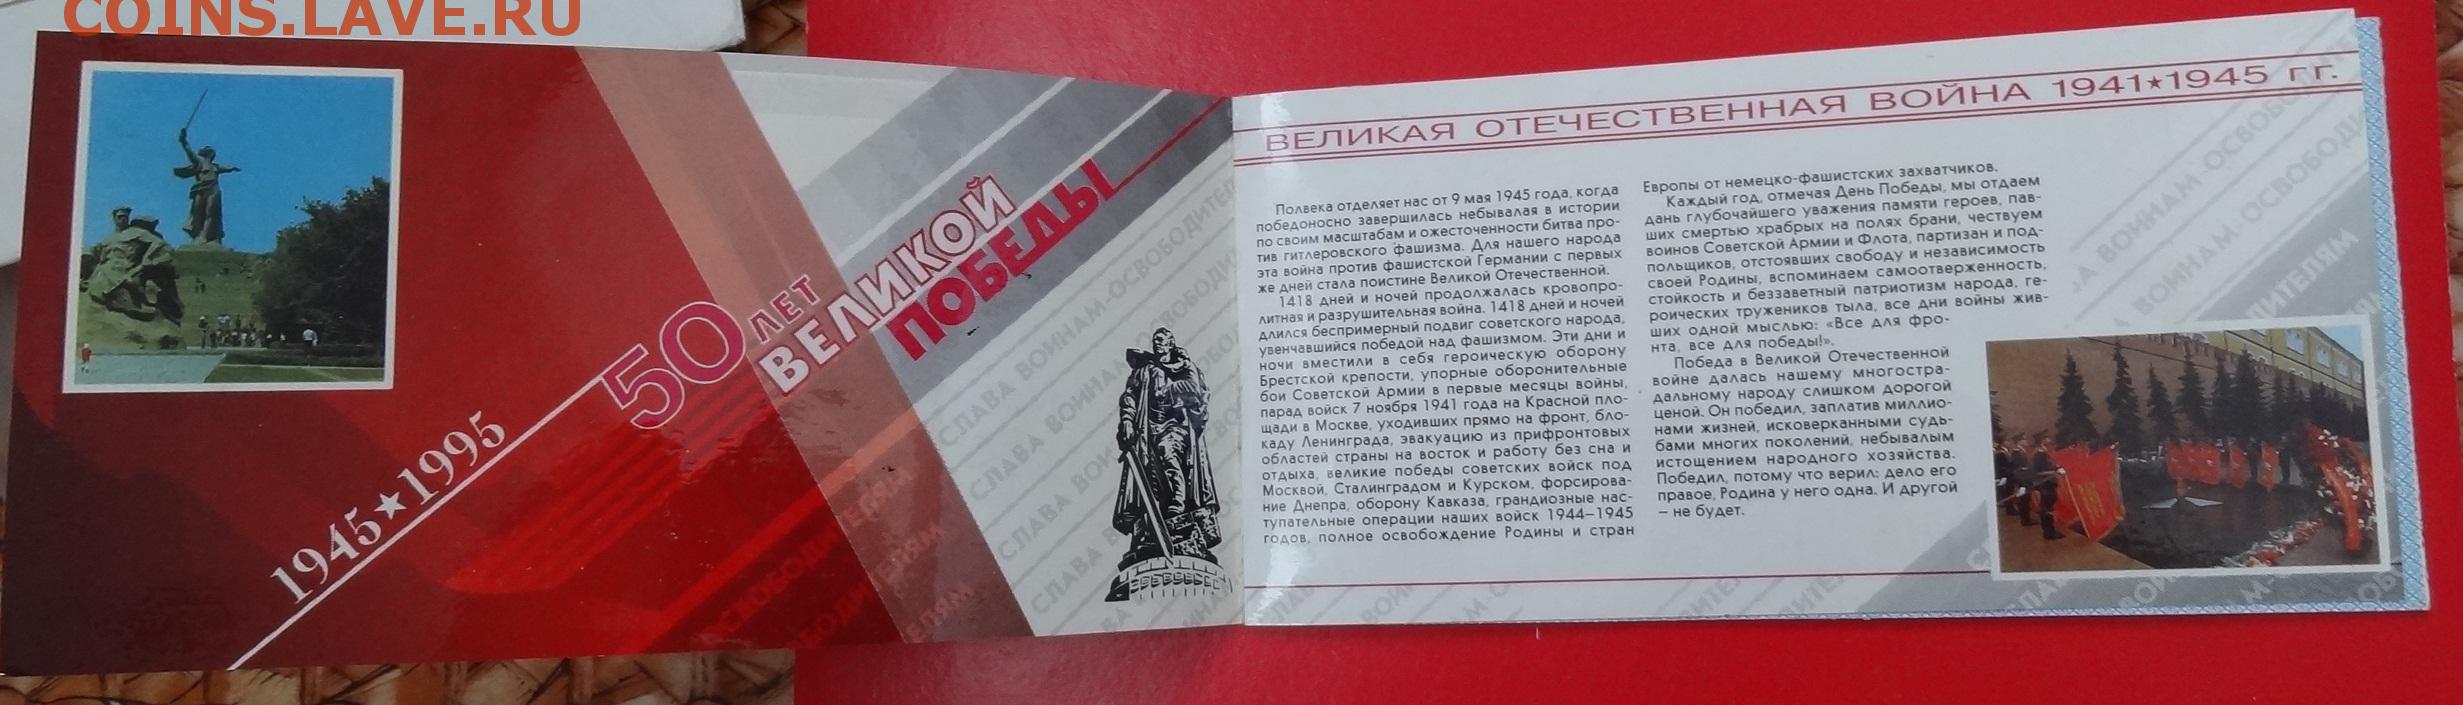 COINS.LAVE.RU
1945★1995
50 ЛЕТ
ВЕЛИКОЙ
ПОБЕДЫ
СЛАВА ВОИНАМ-ОСВОБОДИТЕЛЯМ
ВЕЛИКАЯ ОТЕЧЕСТВЕННАЯ ВОЙНА 1941★1945 ГГ.
Полвека отделяет нас от 9 мая 1945 года, когда
победоносно завершилась небывалая в истории
по своим масштабам и ожесточенности битва про-
тив гитлеровского фашизма. Для нашего народа
эта война против фашистской Германии с первых
же дней стала поистине Великой Отечественной.
1418 дней и ночей продолжалась кровопро-
литная и разрушительная война. 1418 дней и ночей
длился беспримерный подвиг советского народа,
увенчавшийся победой над фашизмом. Эти дни и
ночи вместили в себя героическую оборону
Брестской крепости, упорные оборонительные
бои Советской Армии в первые месяцы войны,
парад войск 7 ноября 1941 года на Красной пло-
щади в Москве, уходивших прямо на фронт, бло-
каду Ленинграда, эвакуацию из прифронтовых
областей страны на восток и работу без сна и
отдыха, великие победы советских войск под
Москвой, Сталинградом и Курском, форсирова-
ние Днепра, оборону Кавказа, грандиозные нас-
тупательные операции наших войск 1944–1945
годов, полное освобождение Родины и стран
Европы от немецко-фашистских захватчиков.
Каждый год, отмечая День Победы, мы отдаем
дань глубочайшего уважения памяти героев, пав-
ших смертью храбрых на полях брани, чествуем
воинов Советской Армии и Флота, партизан и под-
польщиков, отстоявших свободу и независимость
своей Родины, вспоминаем самоотверженность,
стойкость и беззаветный патриотизм народа, ге-
роических тружеников тыла, все дни войны жив-
ших одной мыслью: «Все для фро-
нта, все для победы!».
Победа в Великой Отечественной
войне далась нашему многостра-
дальному народу слишком дорогой
ценой. Он победил, заплатив миллио-
нами жизней, исковерканными судь-
бами многих поколений, небывалым
истощением народного хозяйства.
Победил, потому что верил: дело его
правое, Родина у него одна. И другой
– не будет.